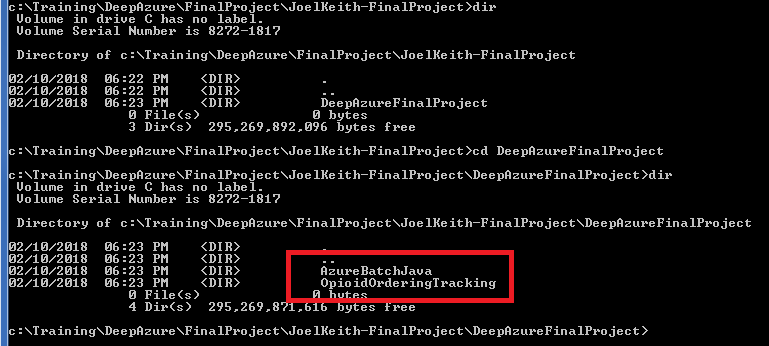 c:\Training\DeepAzure\FinalProject\JoelKeith-FinalProject>dir
Volume in drive C has no label.
Volume Serial Number is 8272-1817
Directory of c:\Training\DeepAzure\FinalProject\JoelKeith-FinalProject
02/10/2018  06:22 PM    <DIR>          .
02/10/2018  06:22 PM    <DIR>          ..
02/10/2018  06:23 PM    <DIR>          DeepAzureFinalProject
0 File(s)              0 bytes
3 Dir(s)  295,269,892,096 bytes free
c:\Training\DeepAzure\FinalProject\JoelKeith-FinalProject>cd DeepAzureFinalProject
c:\Training\DeepAzure\FinalProject\JoelKeith-FinalProject\DeepAzureFinalProject>dir
Volume in drive C has no label.
Volume Serial Number is 8272-1817
Directory of c:\Training\DeepAzure\FinalProject\JoelKeith-FinalProject\DeepAzureFinalProject
02/10/2018  06:23 PM    <DIR>          .
02/10/2018  06:23 PM    <DIR>          ..
02/10/2018  06:23 PM    <DIR>          AzureBatchJava
02/10/2018  06:23 PM    <DIR>          OpioidOrderingTracking
0 File(s)              0 bytes
4 Dir(s)  295,269,871,616 bytes free
c:\Training\DeepAzure\FinalProject\JoelKeith-FinalProject\DeepAzureFinalProject>